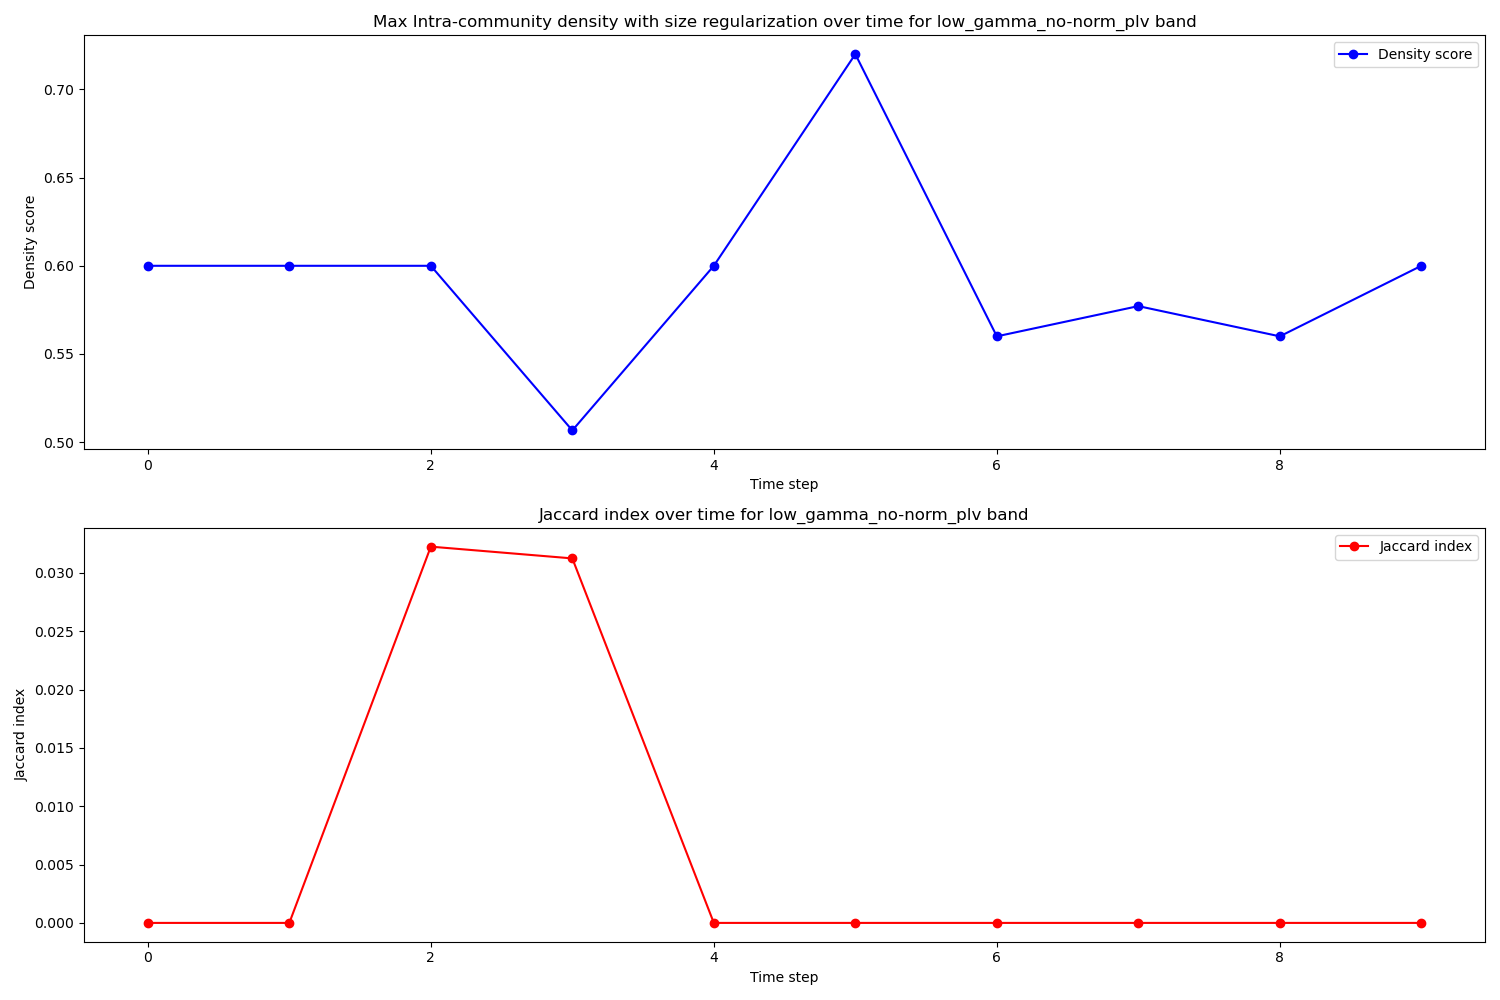 Max Intra-community density with size regularization over time for low_gamma_no-norm_plv band
Density score
0.70
0.65
0.60
0.55
0.50
Density score
0 2 4 6 8
Time step
Jaccard index over time for low_gamma_no-norm_plv band
Jaccard index
0.030
0.025
0.020
0.015
0.010
0.005
0.000
Jaccard index
0 2 4 6 8
Time step